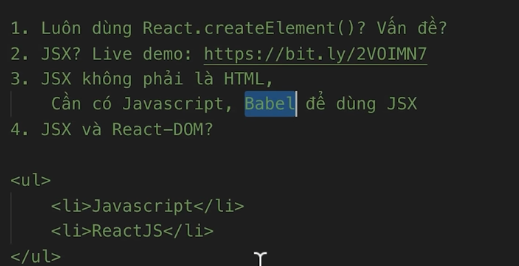 1. Luôn dùng React.createElement()? Vấn đề?
2. JSX? Live demo: https://bit.ly/2VOIMN7
3. JSX không phải là HTML,
Cần có Javascript, Babel để dùng JSX
4. JSX và React-DOM?
<ul>
<li>Javascript</li>
<li>ReactJS</li>
</ul>